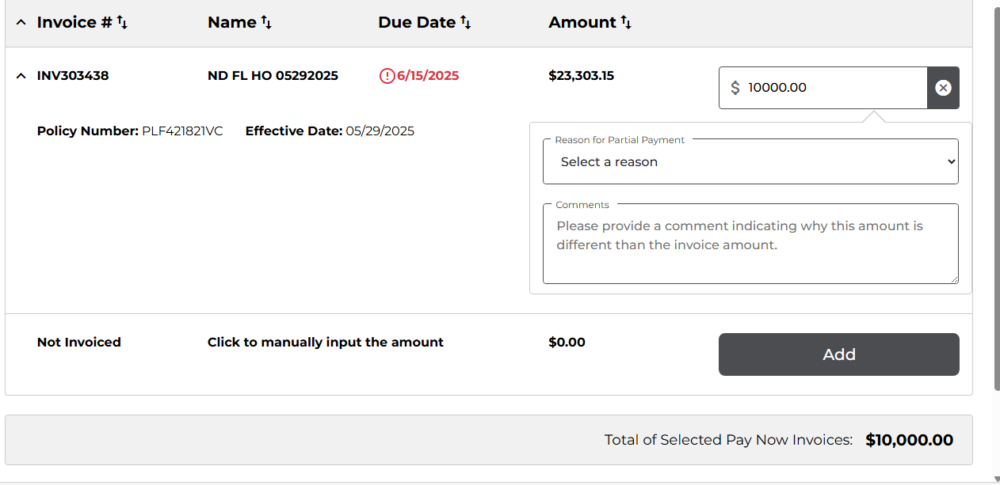 Invoice # Name Due Date Amount
INV303438 ND FL HO 05292025 6/15/2025 $23,303.15 $ 10000.00
Policy Number: PLF421821VC Effective Date: 05/29/2025
Reason for Partial Payment
Select a reason
Comments
Please provide a comment indicating why this amount is
different than the invoice amount.
Not Invoiced Click to manually input the amount $0.00 Add
Total of Selected Pay Now Invoices: $10,000.00